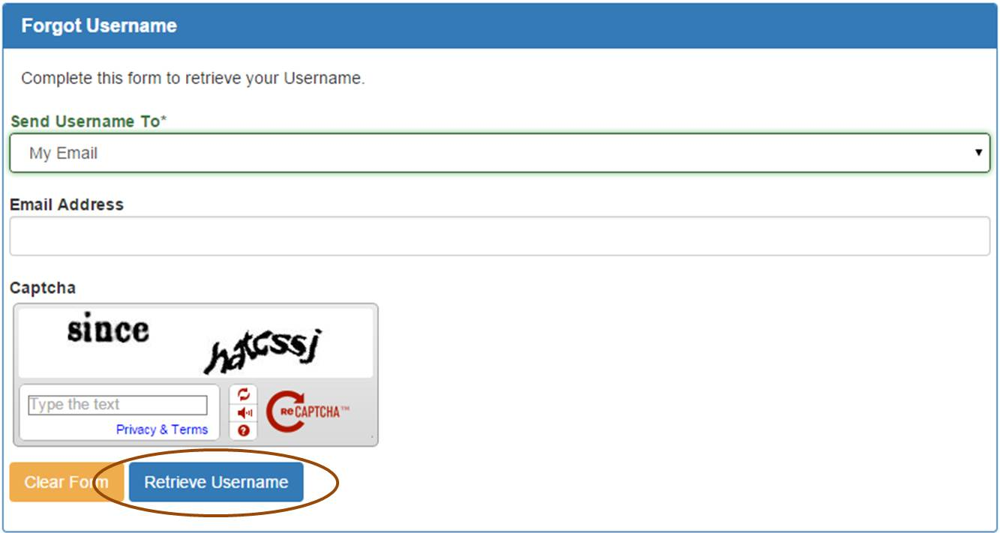 Forgot Username
Complete this form to retrieve your Username.
Send Username To*
My Email
Email Address
Captcha
since hatcssj
Type the text
Privacy & Terms
ReCAPTCHA™
Clear Form
Retrieve Username